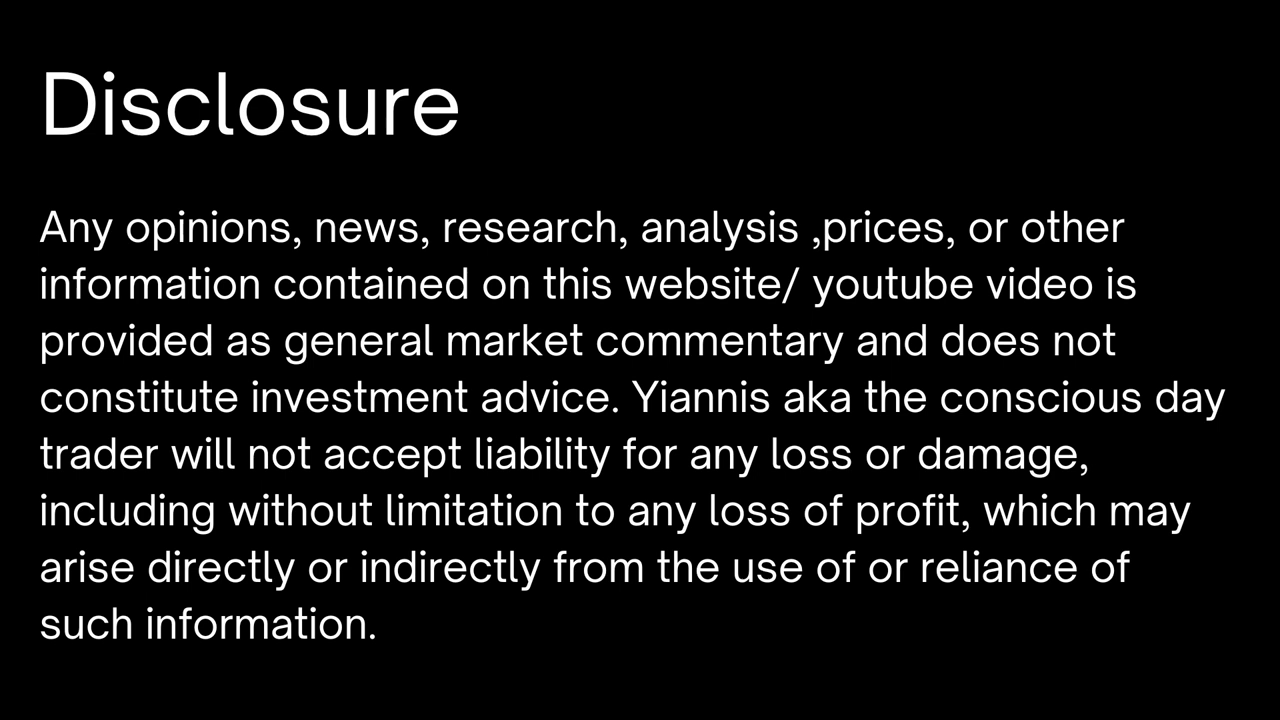 Disclosure
Any opinions, news, research, analysis ,prices, or other
information contained on this website/ youtube video is
provided as general market commentary and does not
constitute investment advice. Yiannis aka the conscious day
trader will not accept liability for any loss or damage,
including without limitation to any loss of profit, which may
arise directly or indirectly from the use of or reliance of
such information.